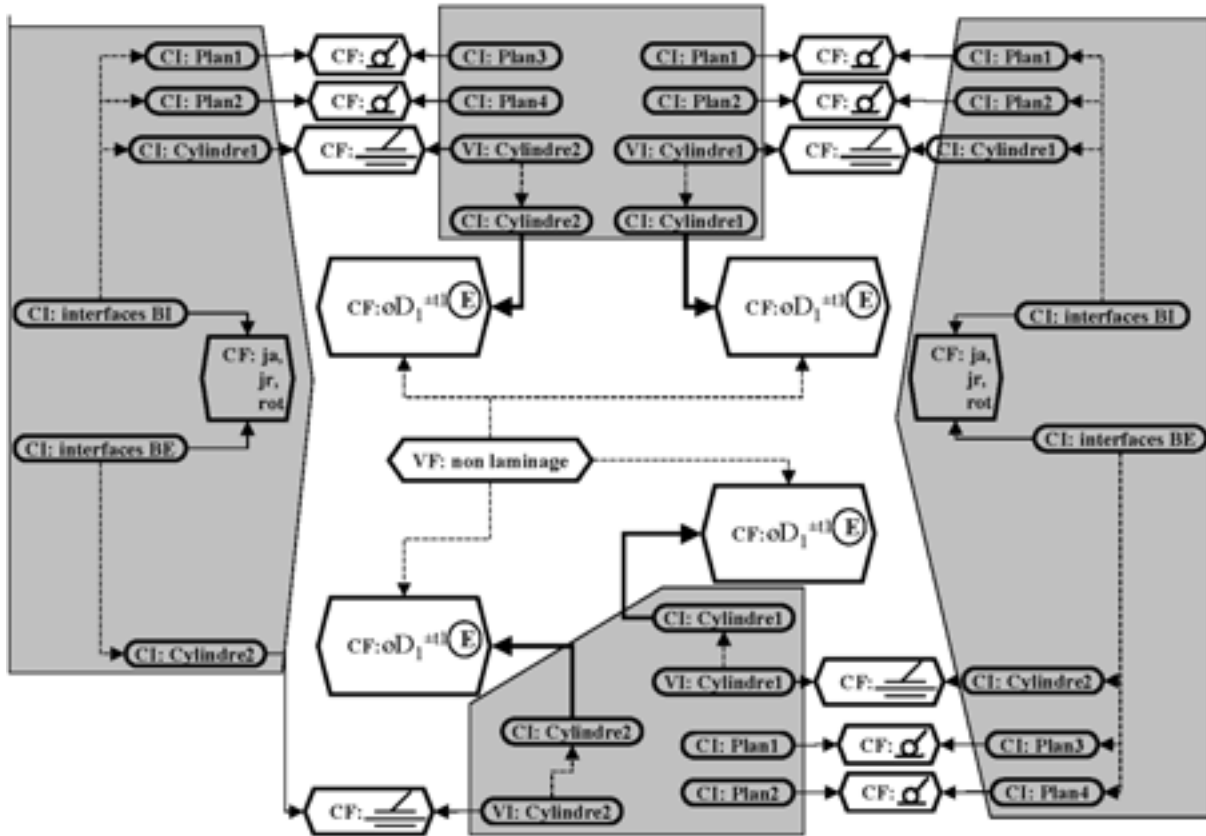 CI: Plan1
CF:
CI: Plan3
CI: Plan1
CF:
CI: Plan1
CI: Plan2
CF:
CI: Plan4
CI: Plan2
CF:
CI: Plan2
CI: Cylindre1
CF:
VI: Cylindre2
VI: Cylindre1
CF:
CI: Cylindre1
CI: Cylindre2
CI: Cylindre1
CF:øD₁±t1 Ⓔ
CF:øD₁±t1 Ⓔ
CI: interfaces BI
CI: interfaces BI
CF: ja,
jr,
rot
CF: ja,
jr,
rot
CI: interfaces BE
CI: interfaces BE
VF: non laminage
CF:øD₁±t1 Ⓔ
CI: Cylindre1
CF:øD₁±t1 Ⓔ
CI: Cylindre2
VI: Cylindre1
CF:
CI: Cylindre2
CI: Cylindre2
CI: Plan1
CF:
CI: Plan3
CI: Plan2
CF:
CI: Plan4
CF:
VI: Cylindre2